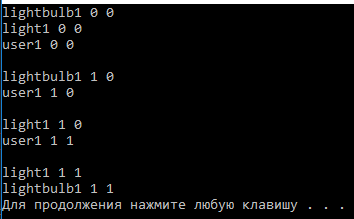 lightbulb1 0 0
light1 0 0
user1 0 0
lightbulb1 1 0
user1 1 0
light1 1 0
user1 1 1
light1 1 1
lightbulb1 1 1
Для продолжения нажмите любую клавишу . . .